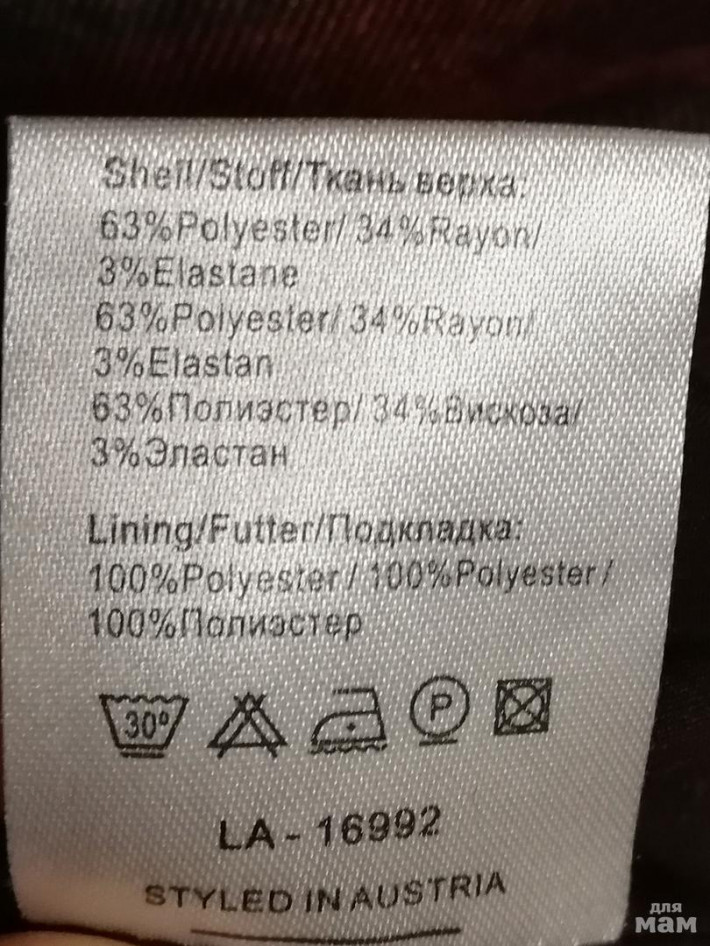 Shell/Stoff/Ткань верха:
63%Polyester/ 34%Rayon/
3%Elastane
63%Polyester/ 34%Rayon/
3%Elastan
63%Полиэстер/ 34%Вискоза/
3%Эластан
Lining/Futter/Подкладка:
100%Polyester / 100%Polyester /
100%Полиэстер
30° P
LA - 16992
STYLED IN AUSTRIA
для
мам